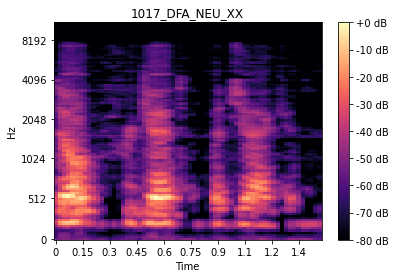 1017_DFA_NEU_XX
+0 dB
8192
-10 dB
4096
-20 dB
-30 dB
2048
Hz
-40 dB
1024
-50 dB
512
-60 dB
-70 dB
0
-80 dB
0 0.15 0.3 0.45 0.6 0.75 0.9 1.1 1.2 1.4
Time